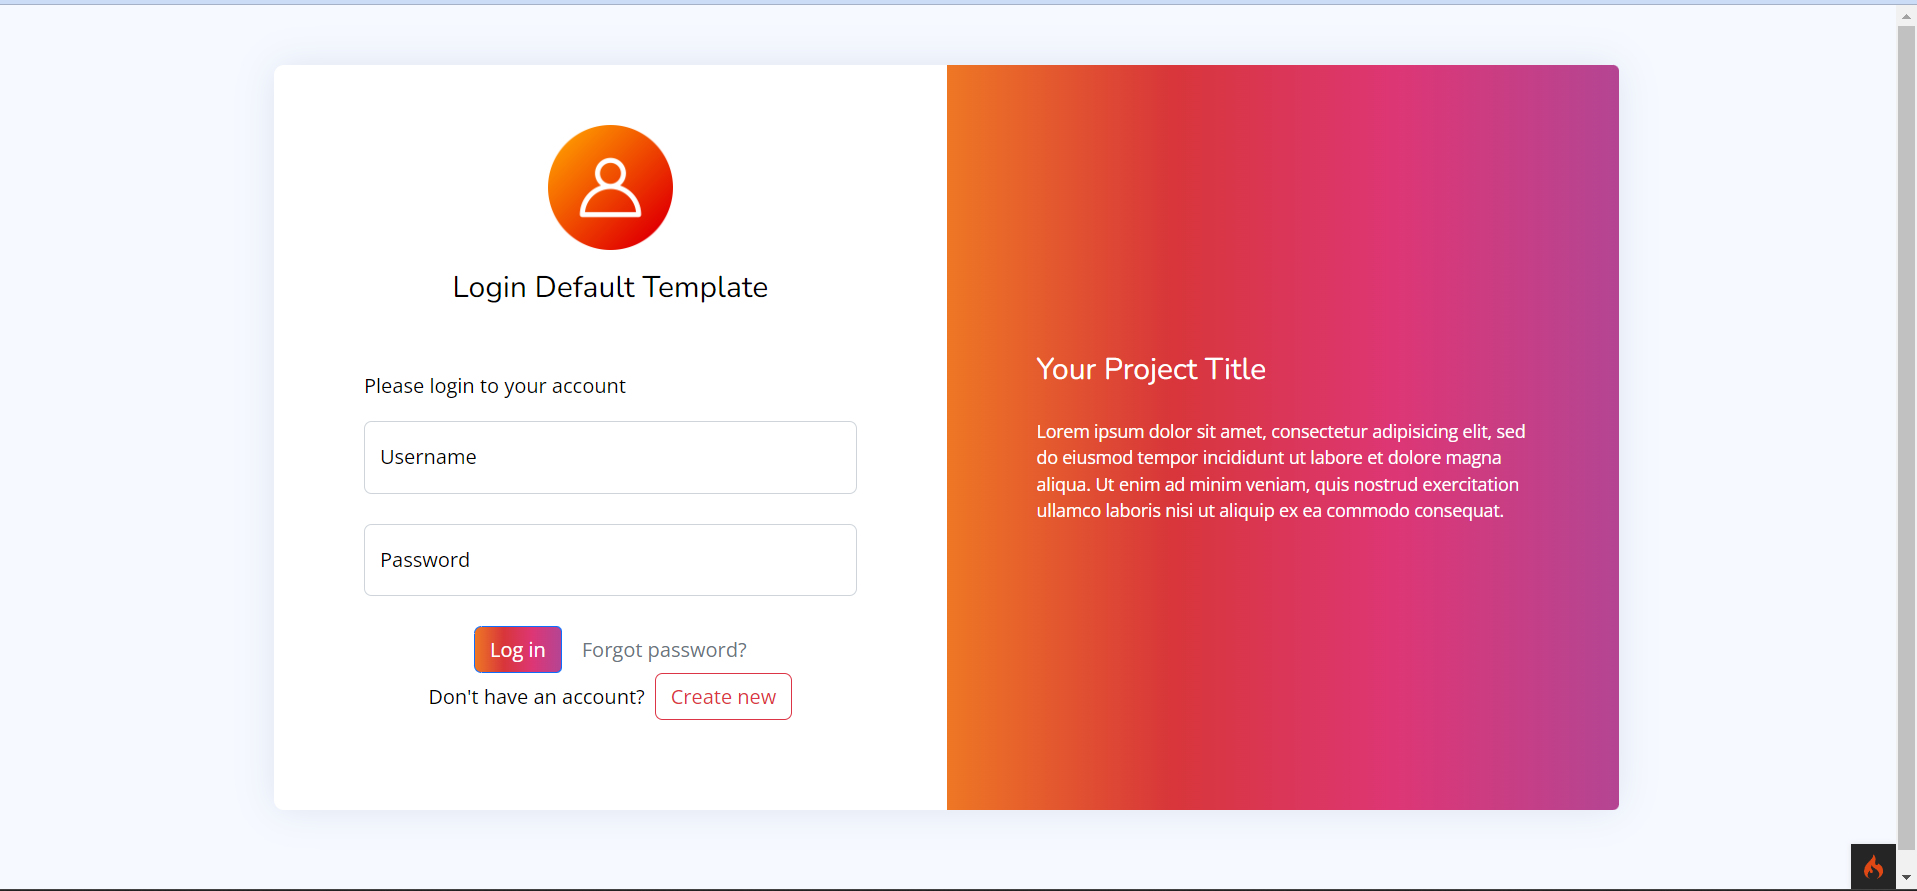 Login Default Template
Please login to your account
Username
Password
Log in
Forgot password?
Don't have an account?
Create new
Your Project Title
Lorem ipsum dolor sit amet, consectetur adipisicing elit, sed
do eiusmod tempor incididunt ut labore et dolore magna
aliqua. Ut enim ad minim veniam, quis nostrud exercitation
ullamco laboris nisi ut aliquip ex ea commodo consequat.